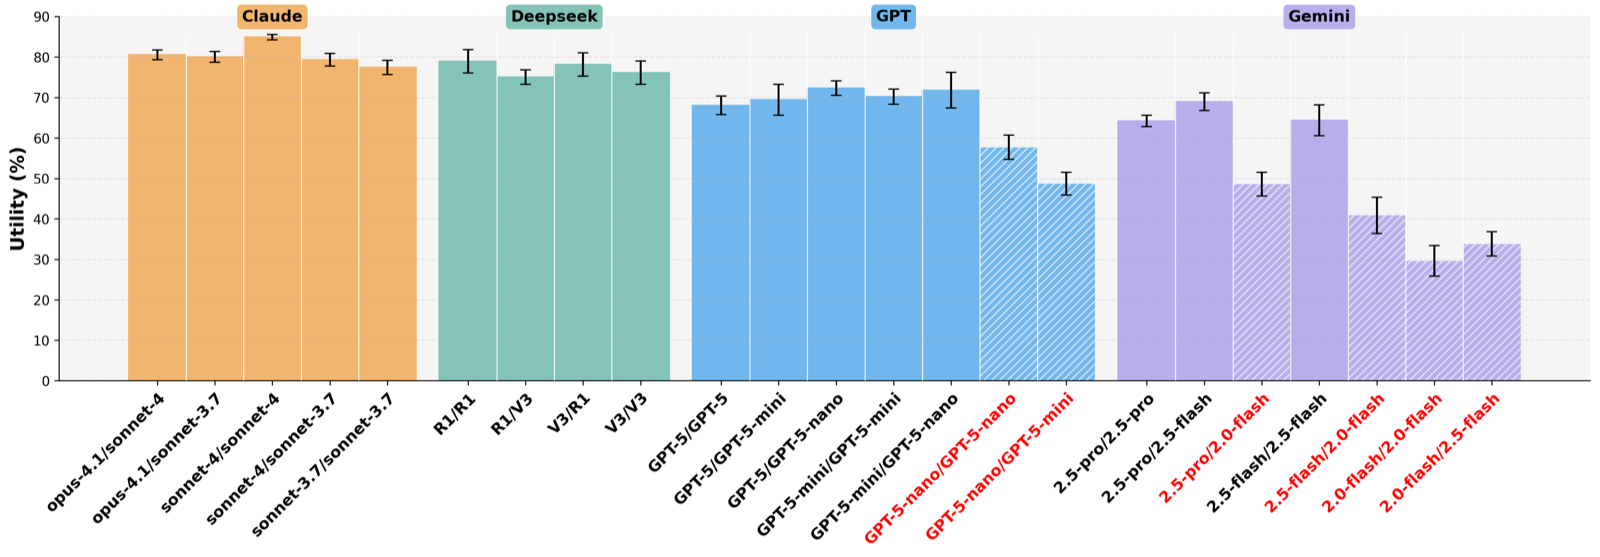 Claude
Deepseek
GPT
Gemini
Utility (%)
90
80
70
60
50
40
30
20
10
0
opus-4.1/sonnet-4
opus-4.1/sonnet-3.7
sonnet-4/sonnet-4
sonnet-4/sonnet-3.7
sonnet-3.7/sonnet-3.7
R1/R1
R1/V3
V3/R1
V3/V3
GPT-5/GPT-5
GPT-5/GPT-5-mini
GPT-5/GPT-5-nano
GPT-5-mini/GPT-5-mini
GPT-5-mini/GPT-5-nano
GPT-5-nano/GPT-5-nano
GPT-5-nano/GPT-5-mini
2.5-pro/2.5-pro
2.5-pro/2.5-flash
2.5-pro/2.0-flash
2.5-flash/2.5-flash
2.5-flash/2.0-flash
2.0-flash/2.0-flash
2.0-flash/2.5-flash